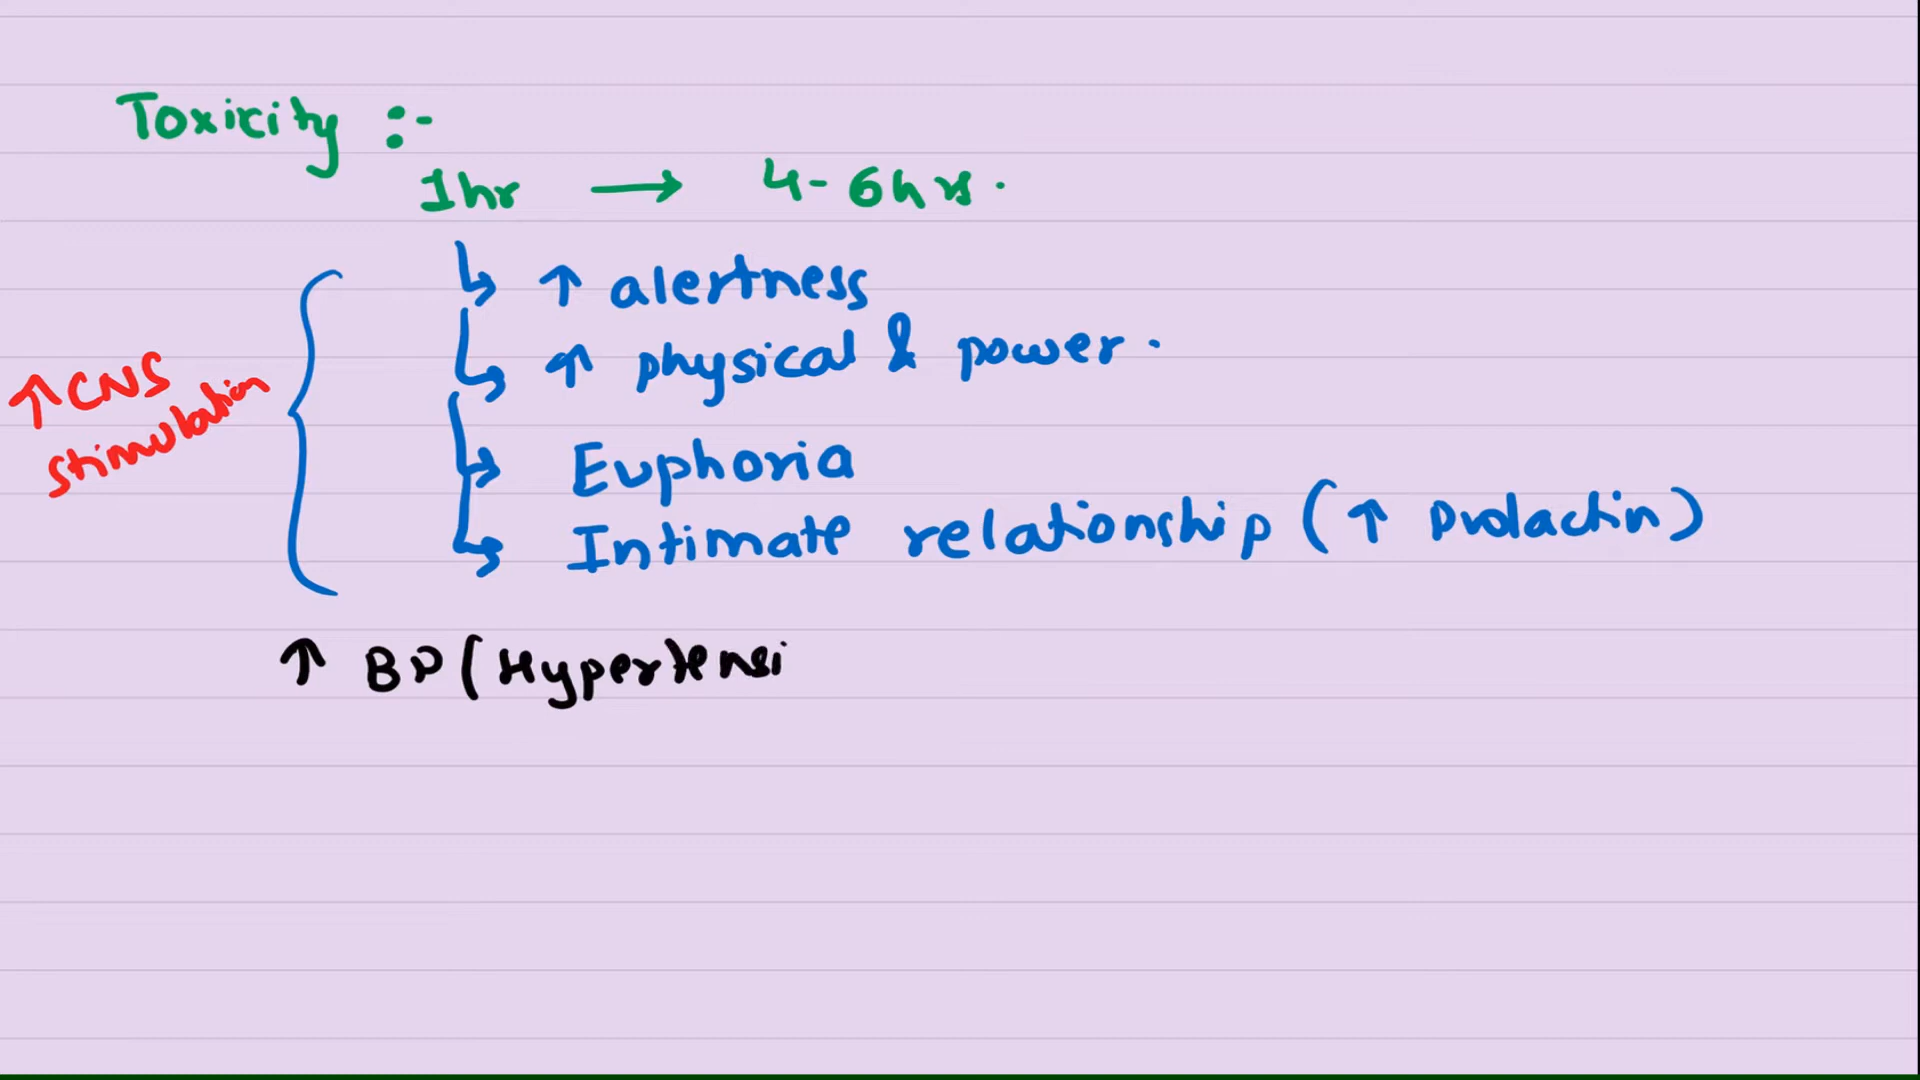 Toxicity :-
1hr → 4-6hrs.
↳ ↑ alertness
↳ ↑ physical & power.
↑ CNS stimulation
↳ Euphoria
↳ Intimate relationship (↑ Prolactin)
↑ BP (Hypertensi